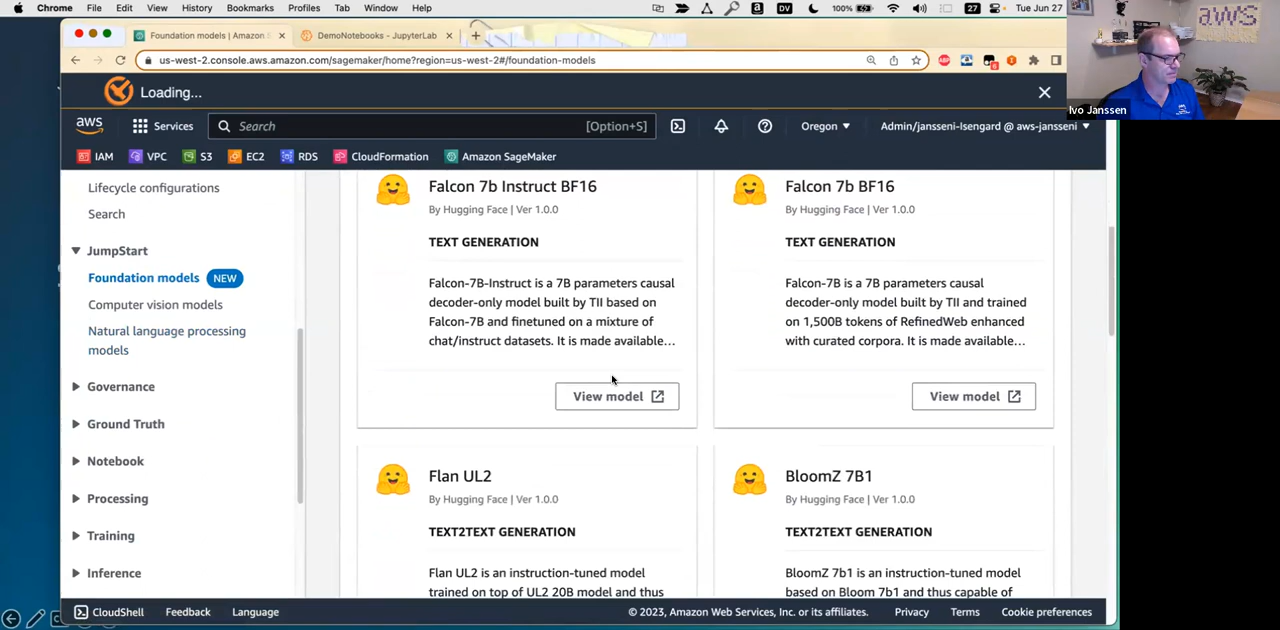 Chrome File Edit View History Bookmarks Profiles Tab Window Help 100% 27 Tue Jun 27
Foundation models | Amazon S
DemoNotebooks - JupyterLab
us-west-2.console.aws.amazon.com/sagemaker/home?region=us-west-2#/foundation-models
Loading...
aws
Ivo Janssen
aws Services Search [Option+S] Oregon Admin/jansseni-Isengard @ aws-jansseni
IAM VPC S3 EC2 RDS CloudFormation Amazon SageMaker
Lifecycle configurations
Search
JumpStart
Foundation models NEW
Computer vision models
Natural language processing
models
Governance
Ground Truth
Notebook
Processing
Training
Inference
Falcon 7b Instruct BF16
By Hugging Face | Ver 1.0.0
TEXT GENERATION
Falcon-7B-Instruct is a 7B parameters causal
decoder-only model built by TII based on
Falcon-7B and finetuned on a mixture of
chat/instruct datasets. It is made available...
View model
Falcon 7b BF16
By Hugging Face | Ver 1.0.0
TEXT GENERATION
Falcon-7B is a 7B parameters causal
decoder-only model built by TII and trained
on 1,500B tokens of RefinedWeb enhanced
with curated corpora. It is made available...
View model
Flan UL2
By Hugging Face | Ver 1.0.0
TEXT2TEXT GENERATION
Flan UL2 is an instruction-tuned model
trained on top of UL2 20B model and thus
BloomZ 7B1
By Hugging Face | Ver 1.0.0
TEXT2TEXT GENERATION
BloomZ 7b1 is an instruction-tuned model
based on Bloom 7b1 and thus capable of
CloudShell Feedback Language © 2023, Amazon Web Services, Inc. or its affiliates. Privacy Terms Cookie preferences